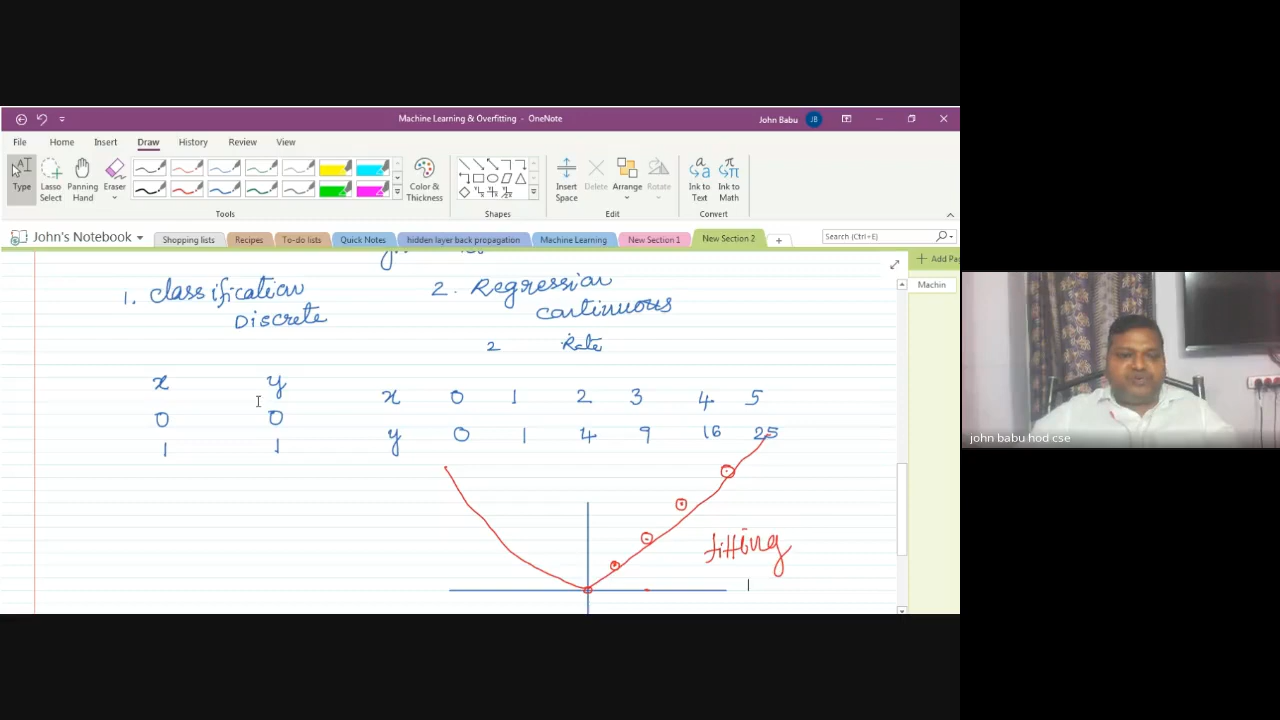 Machine Learning & Overfitting - OneNote
John Babu
JB
File Home Insert Draw History Review View
Type
Lasso Select
Panning Hand
Eraser
Color & Thickness
Insert Space
Delete
Arrange
Rotate
Ink to Text
Ink to Math
Tools
Shapes
Edit
Convert
John's Notebook
Shopping lists
Recipes
To-do lists
Quick Notes
hidden layer back propagation
Machine Learning
New Section 1
New Section 2
Search (Ctrl+E)
Add Pag
Machin
1. Classification
Discrete
2. Regression
continuous
2 Rate
x y
0 0
1 1
x 0 1 2 3 4 5
y 0 1 4 9 16 25
fitting
john babu hod cse